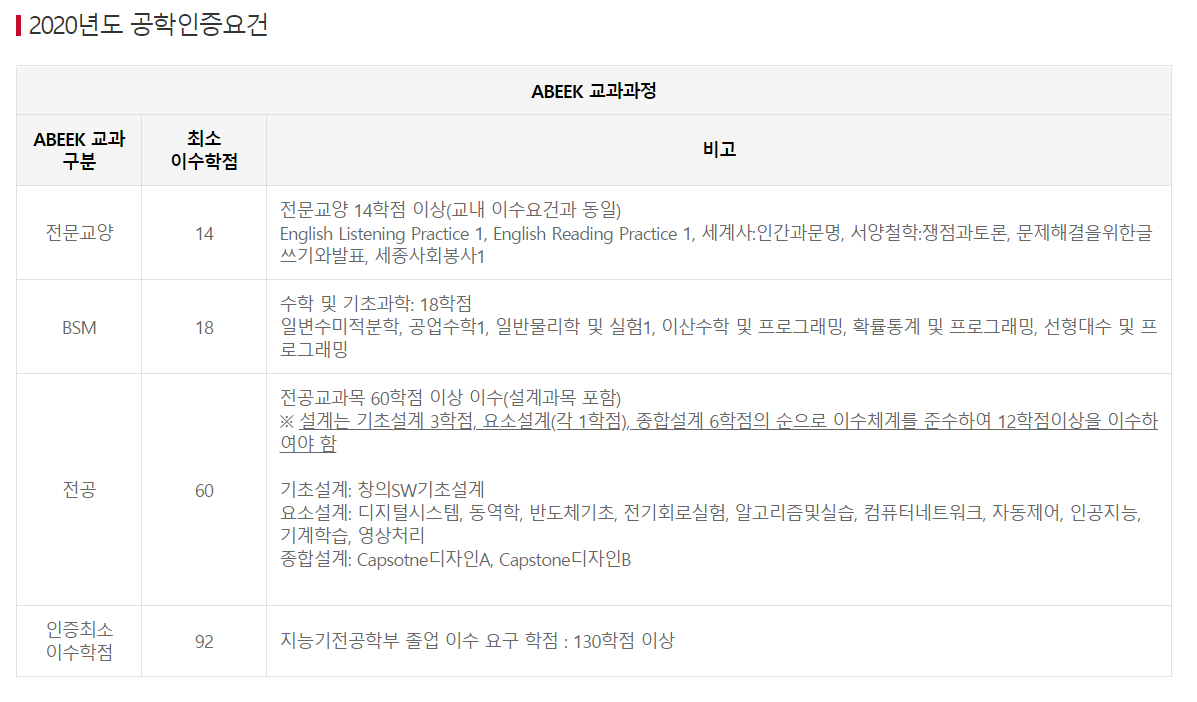 2020년도 공학인증요건
ABEEK 교과과정
ABEEK 교과
구분
최소
이수학점
비고
전문교양
14
전문교양 14학점 이상(교내 이수요건과 동일)
English Listening Practice 1, English Reading Practice 1, 세계사:인간과문명, 서양철학:쟁점과토론, 문제해결을위한글
쓰기와발표, 세종사회봉사1
BSM
18
수학 및 기초과학: 18학점
일변수미적분학, 공업수학1, 일반물리학 및 실험1, 이산수학 및 프로그래밍, 확률통계 및 프로그래밍, 선형대수 및 프
로그래밍
전공
60
전공교과목 60학점 이상 이수(설계과목 포함)
※ 설계는 기초설계 3학점, 요소설계(각 1학점), 종합설계 6학점의 순으로 이수체계를 준수하여 12학점이상을 이수하
여야 함
기초설계: 창의SW기초설계
요소설계: 디지털시스템, 동역학, 반도체기초, 전기회로실험, 알고리즘및실습, 컴퓨터네트워크, 자동제어, 인공지능,
기계학습, 영상처리
종합설계: Capsotne디자인A, Capstone디자인B
인증최소
이수학점
92
지능기전공학부 졸업 이수 요구 학점 : 130학점 이상